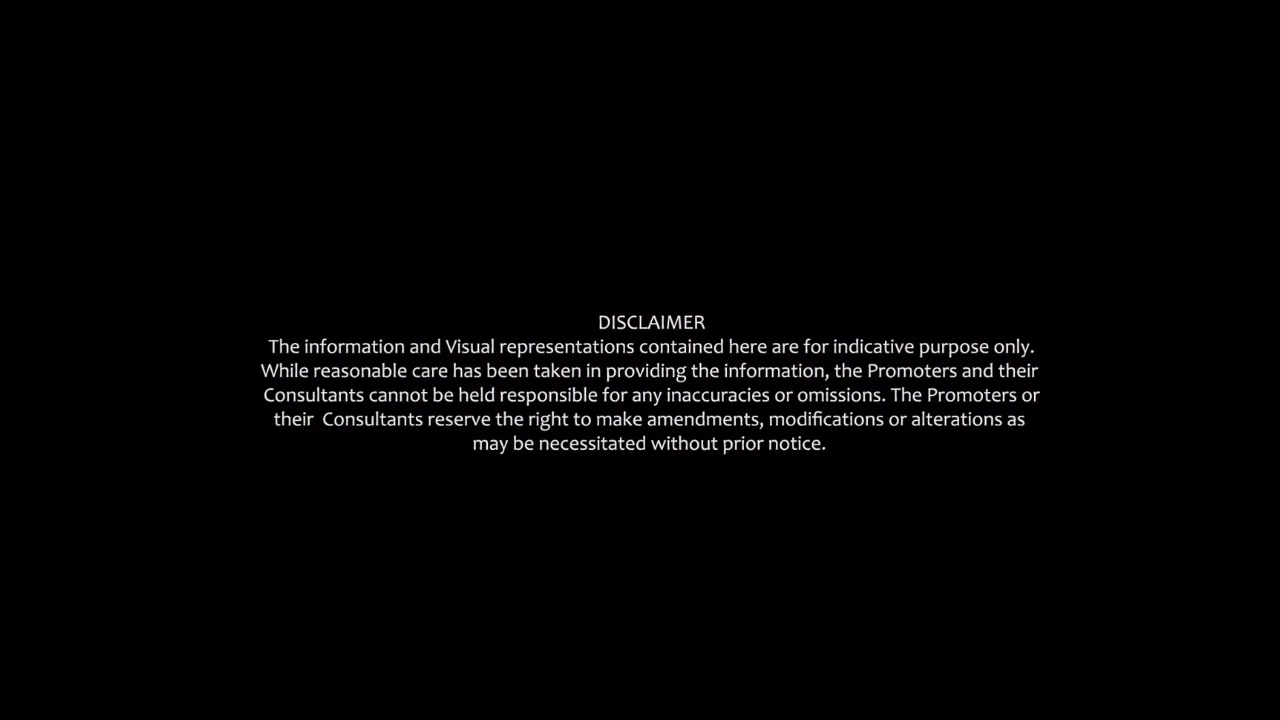 DISCLAIMER
The information and Visual representations contained here are for indicative purpose only.
While reasonable care has been taken in providing the information, the Promoters and their
Consultants cannot be held responsible for any inaccuracies or omissions. The Promoters or
their  Consultants reserve the right to make amendments, modifications or alterations as
may be necessitated without prior notice.